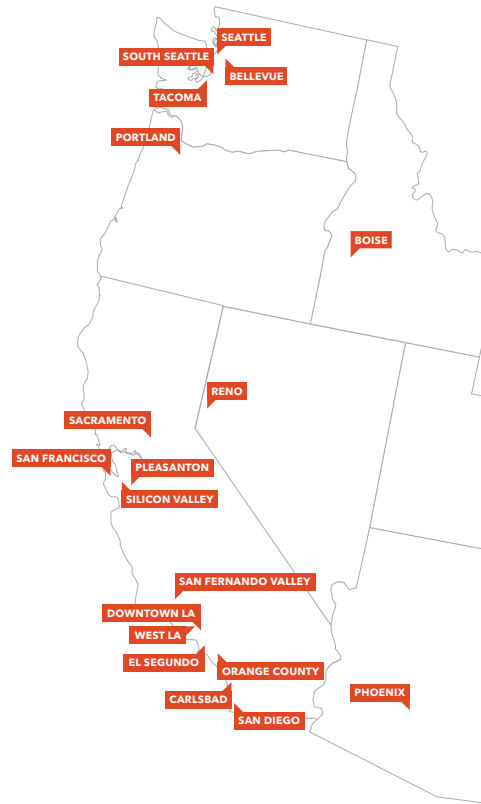 SEATTLE
SOUTH SEATTLE
BELLEVUE
TACOMA
PORTLAND
BOISE
RENO
SACRAMENTO
SAN FRANCISCO
PLEASANTON
SILICON VALLEY
SAN FERNANDO VALLEY
DOWNTOWN LA
WEST LA
EL SEGUNDO
ORANGE COUNTY
PHOENIX
CARLSBAD
SAN DIEGO